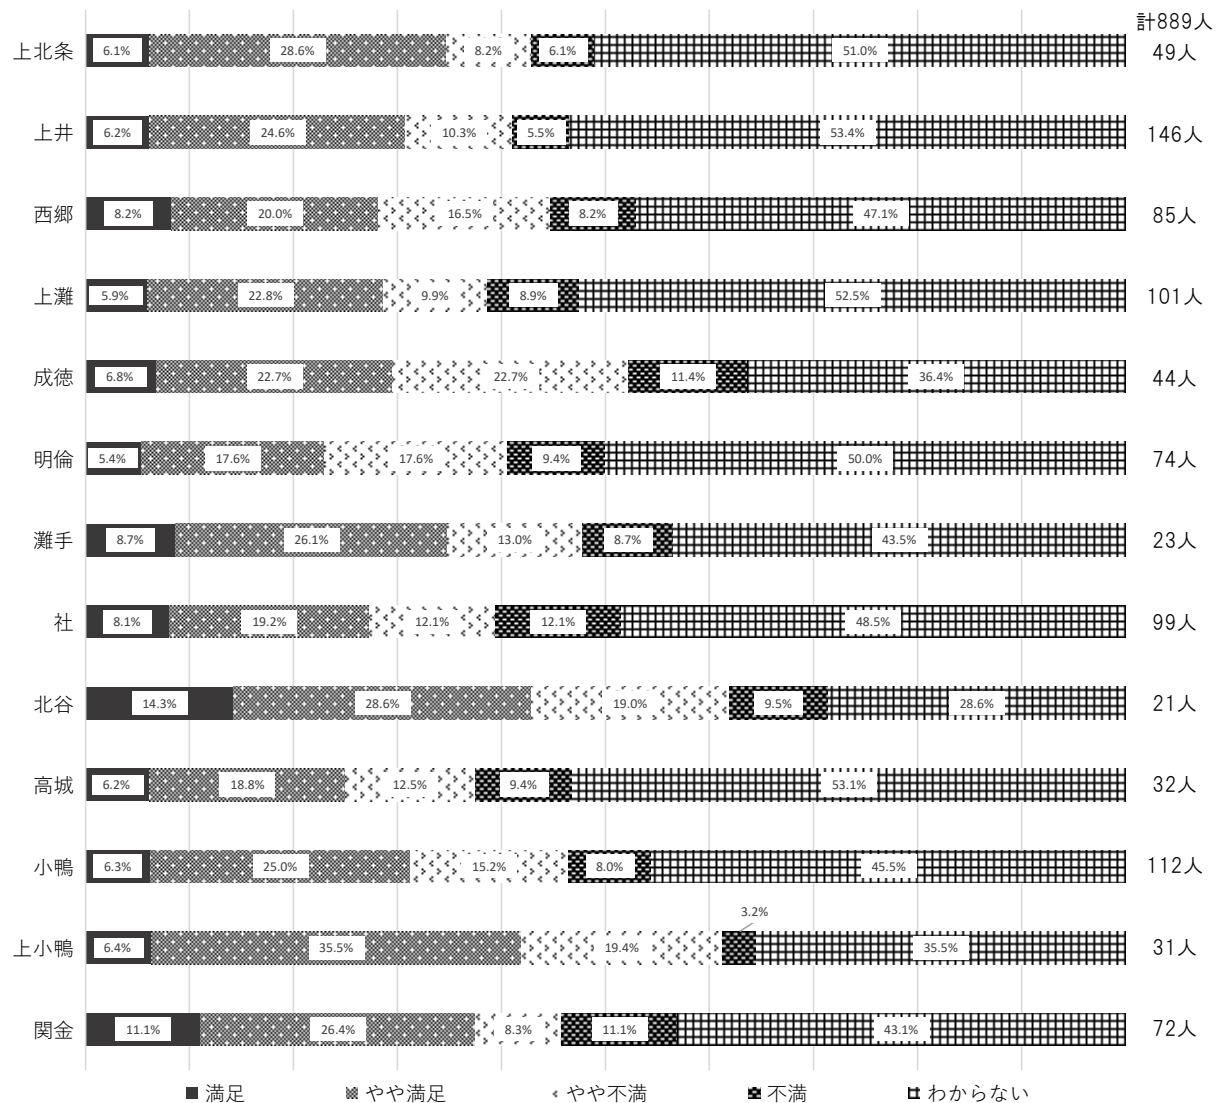 計889人
上北条 6.1% 28.6% 8.2% 6.1% 51.0% 49人
上井 6.2% 24.6% 10.3% 5.5% 53.4% 146人
西郷 8.2% 20.0% 16.5% 8.2% 47.1% 85人
上灘 5.9% 22.8% 9.9% 8.9% 52.5% 101人
成徳 6.8% 22.7% 22.7% 11.4% 36.4% 44人
明倫 5.4% 17.6% 17.6% 9.4% 50.0% 74人
灘手 8.7% 26.1% 13.0% 8.7% 43.5% 23人
社 8.1% 19.2% 12.1% 12.1% 48.5% 99人
北谷 14.3% 28.6% 19.0% 9.5% 28.6% 21人
高城 6.2% 18.8% 12.5% 9.4% 53.1% 32人
小鴨 6.3% 25.0% 15.2% 8.0% 45.5% 112人
3.2%
上小鴨 6.4% 35.5% 19.4% 35.5% 31人
関金 11.1% 26.4% 8.3% 11.1% 43.1% 72人
満足 やや満足 やや不満 不満 わからない